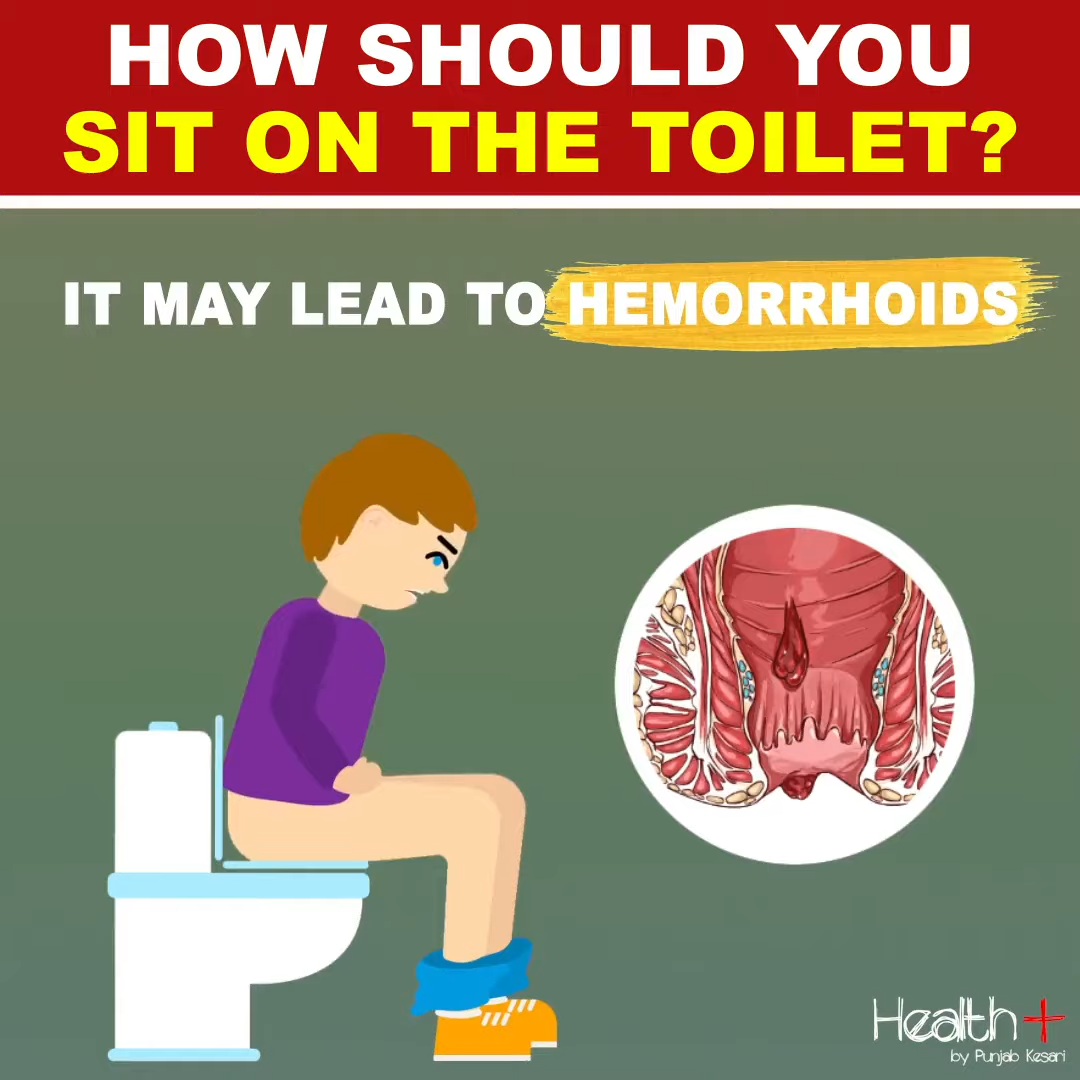 HOW SHOULD YOU
SIT ON THE TOILET?
IT MAY LEAD TO HEMORRHOIDS
Health+
by Punjab Kesari